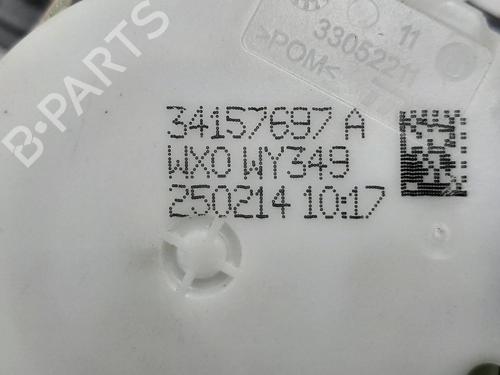 11
33052211
>POM<
34157697 A
WX0 WY349
250214 10:17
B-PARTS